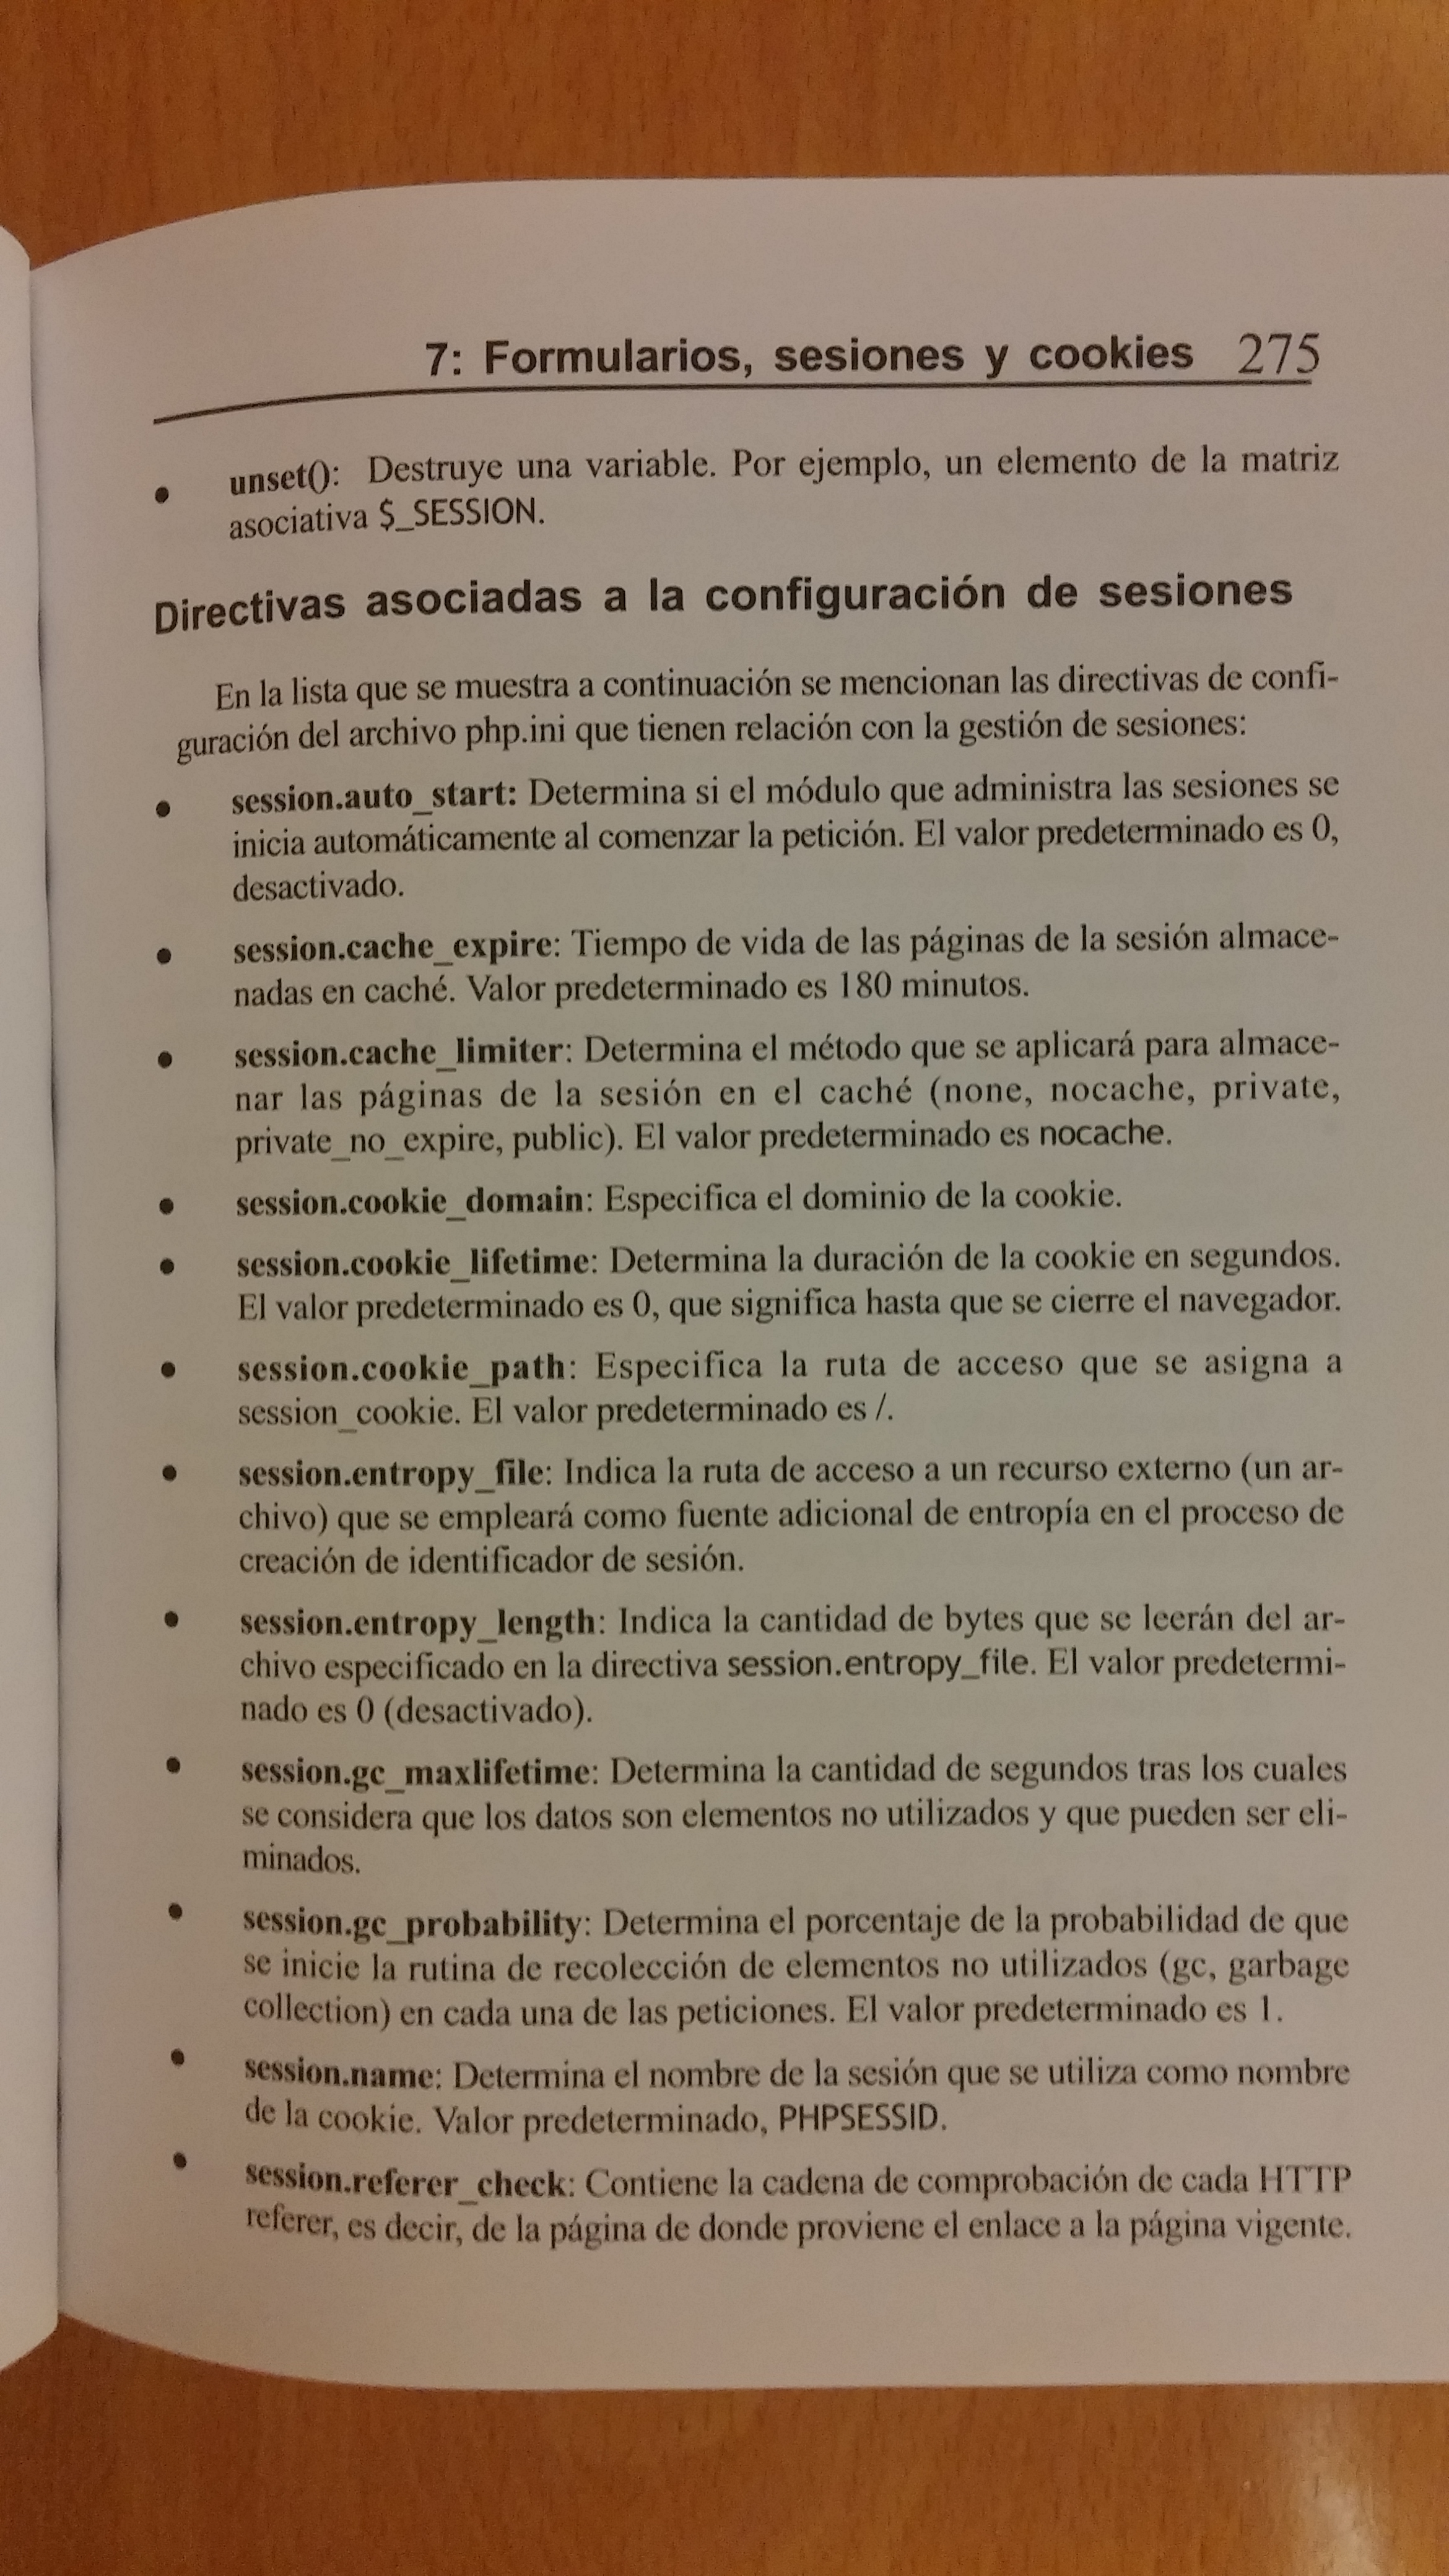 7: Formularios, sesiones y cookies 275
• unset(): Destruye una variable. Por ejemplo, un elemento de la matriz
asociativa $_SESSION.
Directivas asociadas a la configuración de sesiones
En la lista que se muestra a continuación se mencionan las directivas de confi-
guración del archivo php.ini que tienen relación con la gestión de sesiones:
• session.auto_start: Determina si el módulo que administra las sesiones se
inicia automáticamente al comenzar la petición. El valor predeterminado es 0,
desactivado.
• session.cache_expire: Tiempo de vida de las páginas de la sesión almace-
nadas en caché. Valor predeterminado es 180 minutos.
• session.cache_limiter: Determina el método que se aplicará para almace-
nar las páginas de la sesión en el caché (none, nocache, private,
private_no_expire, public). El valor predeterminado es nocache.
• session.cookie_domain: Especifica el dominio de la cookie.
• session.cookie_lifetime: Determina la duración de la cookie en segundos.
El valor predeterminado es 0, que significa hasta que se cierre el navegador.
• session.cookie_path: Especifica la ruta de acceso que se asigna a
session_cookie. El valor predeterminado es /.
• session.entropy_file: Indica la ruta de acceso a un recurso externo (un ar-
chivo) que se empleará como fuente adicional de entropía en el proceso de
creación de identificador de sesión.
• session.entropy_length: Indica la cantidad de bytes que se leerán del ar-
chivo especificado en la directiva session.entropy_file. El valor predetermi-
nado es 0 (desactivado).
• session.gc_maxlifetime: Determina la cantidad de segundos tras los cuales
se considera que los datos son elementos no utilizados y que pueden ser eli-
minados.
• session.gc_probability: Determina el porcentaje de la probabilidad de que
se inicie la rutina de recolección de elementos no utilizados (gc, garbage
collection) en cada una de las peticiones. El valor predeterminado es 1.
• session.name: Determina el nombre de la sesión que se utiliza como nombre
de la cookie. Valor predeterminado, PHPSESSID.
• session.referer_check: Contiene la cadena de comprobación de cada HTTP
referer, es decir, de la página de donde proviene el enlace a la página vigente.